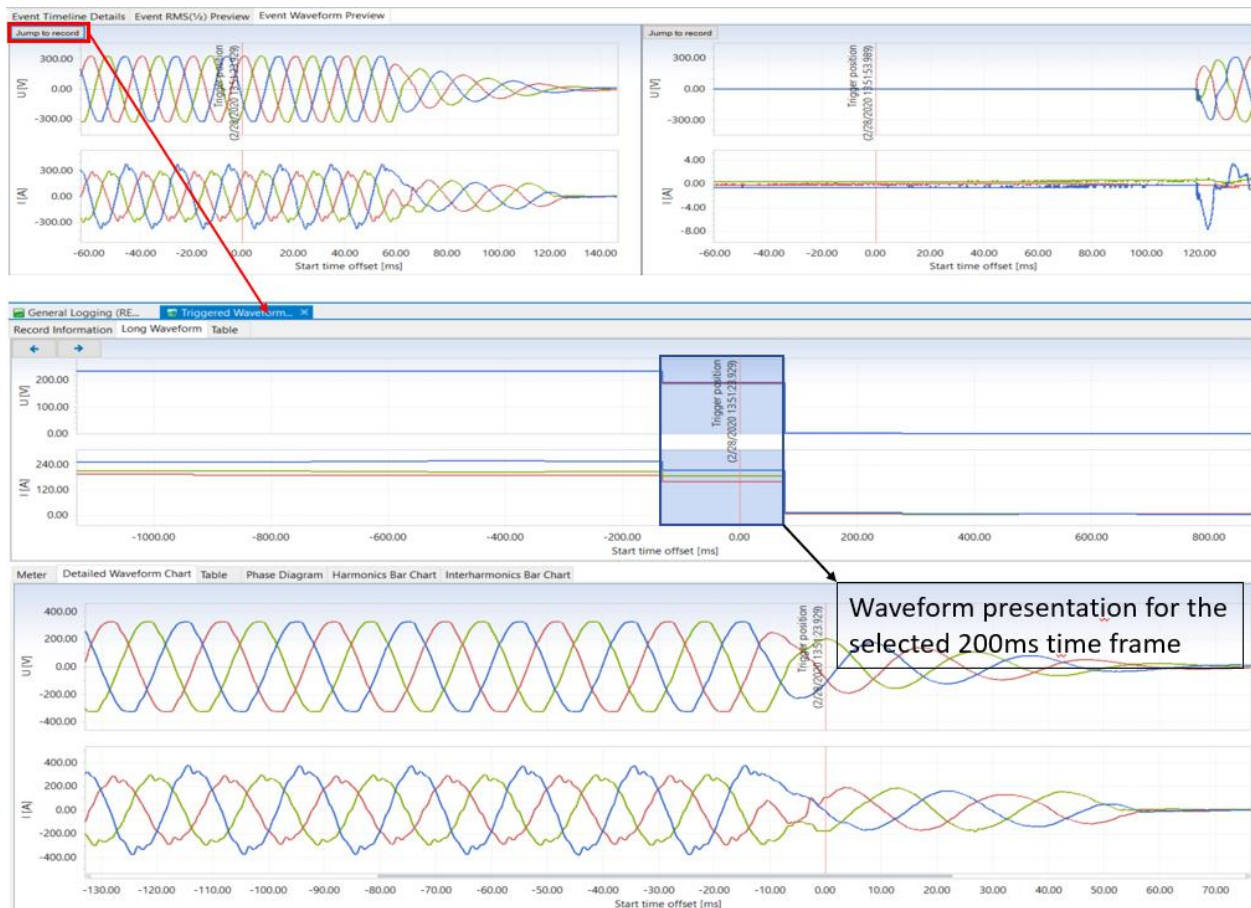 Event Timeline Details Event RMS(½) Preview Event Waveform Preview
Jump to record
300.00
0.00
-300.00
U [V]
Trigger position
(2/28/2020 13:51:23.929)
300.00
0.00
-300.00
I [A]
-60.00 -40.00 -20.00 0.00 20.00 40.00 60.00 80.00 100.00 120.00 140.00
Start time offset [ms]
Jump to record
300.00
0.00
-300.00
U [V]
Trigger position
(2/28/2020 13:51:53.989)
4.00
0.00
-4.00
-8.00
I [A]
-60.00 -40.00 -20.00 0.00 20.00 40.00 60.00 80.00 100.00 120.00
Start time offset [ms]
General Logging (RE... Triggered Waveform... ×
Record Information Long Waveform Table
200.00
100.00
0.00
U [V]
Trigger position
(2/28/2020 13:51:23.929)
240.00
120.00
0.00
I [A]
-1000.00 -800.00 -600.00 -400.00 -200.00 0.00 200.00 400.00 600.00 800.00
Start time offset [ms]
Meter Detailed Waveform Chart Table Phase Diagram Harmonics Bar Chart Interharmonics Bar Chart
Waveform presentation for the
selected 200ms time frame
400.00
200.00
0.00
-200.00
-400.00
U [V]
Trigger position
(2/28/2020 13:51:23.929)
400.00
200.00
0.00
-200.00
-400.00
I [A]
-130.00 -120.00 -110.00 -100.00 -90.00 -80.00 -70.00 -60.00 -50.00 -40.00 -30.00 -20.00 -10.00 0.00 10.00 20.00 30.00 40.00 50.00 60.00 70.00
Start time offset [ms]